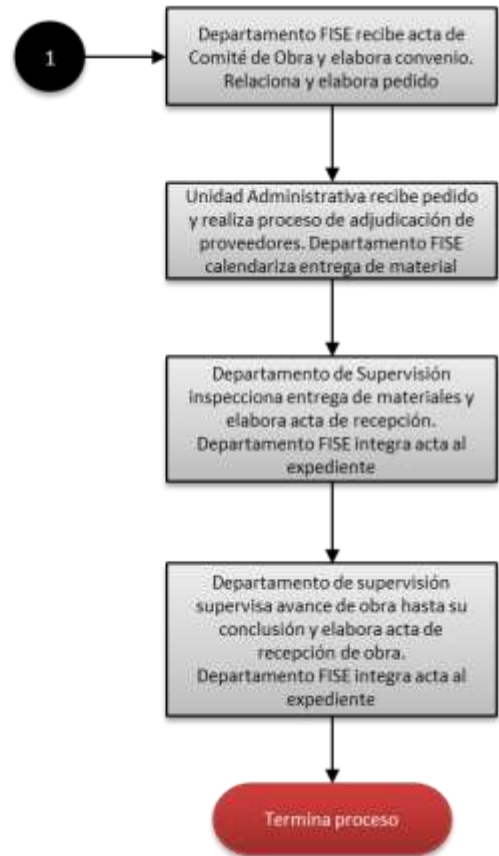 1
Departamento FISE recibe acta de
Comité de Obra y elabora convenio.
Relaciona y elabora pedido
Unidad Administrativa recibe pedido
y realiza proceso de adjudicación de
proveedores. Departamento FISE
calendariza entrega de material
Departamento de Supervisión
inspecciona entrega de materiales y
elabora acta de recepción.
Departamento FISE integra acta al
expediente
Departamento de supervisión
supervisa avance de obra hasta su
conclusión y elabora acta de
recepción de obra.
Departamento FISE integra acta al
expediente
Termina proceso